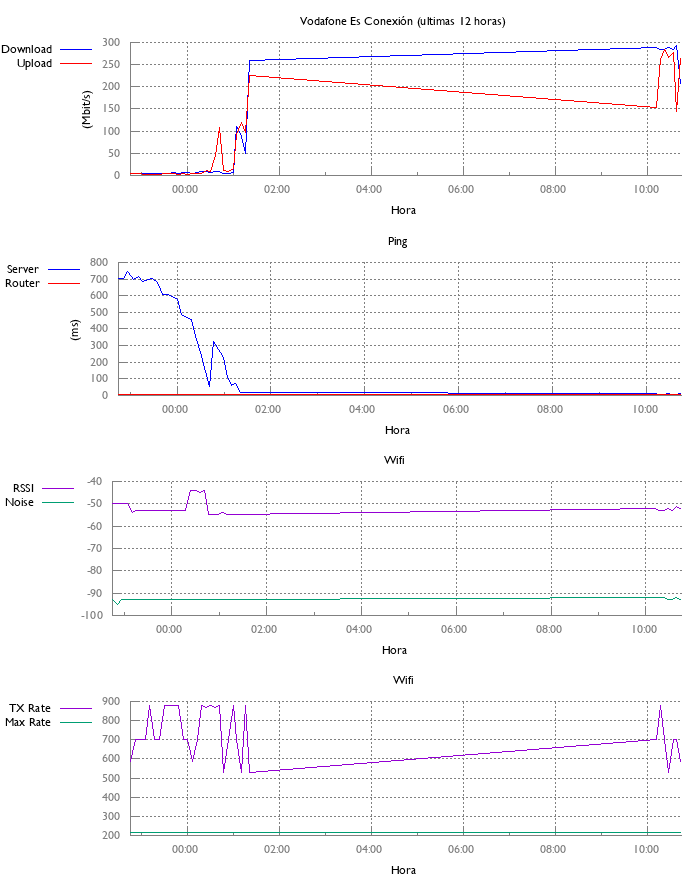 Vodafone Es Conexión (ultimas 12 horas)
Download
Upload
(Mbit/s)
300
250
200
150
100
50
0
00:00 02:00 04:00 06:00 08:00 10:00
Hora
Ping
Server
Router
(ms)
800
700
600
500
400
300
200
100
0
00:00 02:00 04:00 06:00 08:00 10:00
Hora
Wifi
RSSI
Noise
-40
-50
-60
-70
-80
-90
-100
00:00 02:00 04:00 06:00 08:00 10:00
Hora
Wifi
TX Rate
Max Rate
900
800
700
600
500
400
300
200
00:00 02:00 04:00 06:00 08:00 10:00
Hora